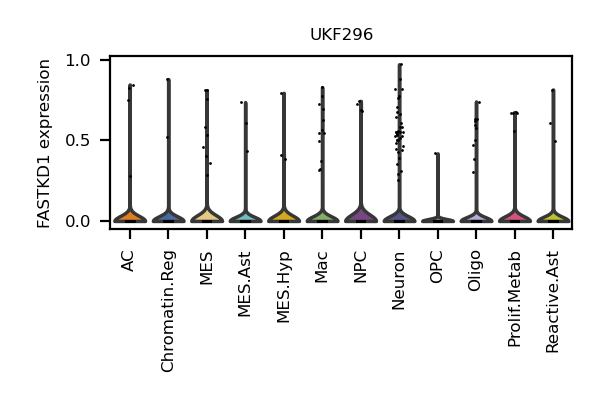 UKF296
FASTKD1 expression
1.0
0.5
0.0
AC
Chromatin.Reg
MES
MES.Ast
MES.Hyp
Mac
NPC
Neuron
OPC
Oligo
Prolif.Metab
Reactive.Ast